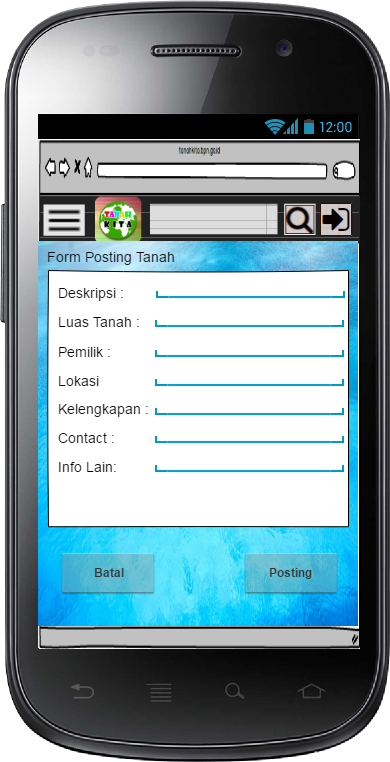 12:00
tanahkita.bpn.go.id
TANAH
KITA
Form Posting Tanah
Deskripsi :
Luas Tanah :
Pemilik :
Lokasi
Kelengkapan :
Contact :
Info Lain:
Batal
Posting